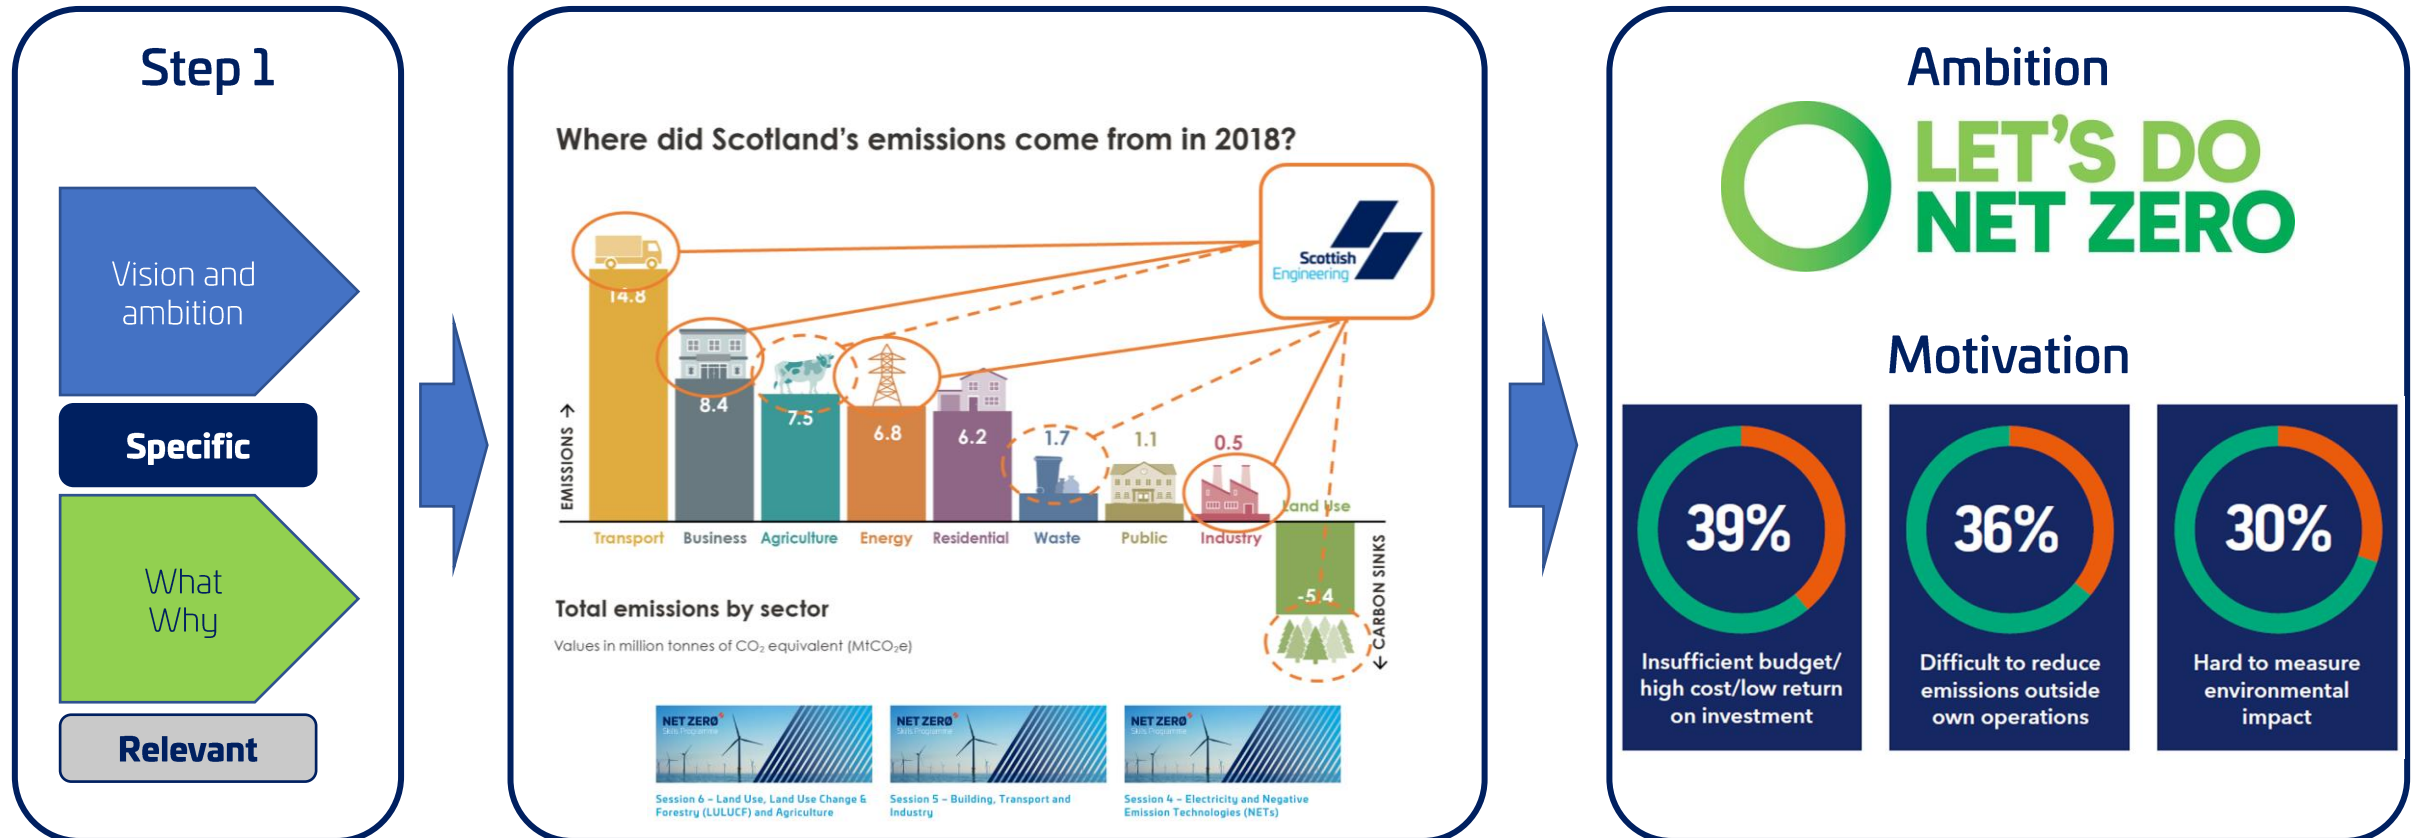 Step 1
Vision and
ambition
Specific
What
Why
Relevant
Where did Scotland's emissions come from in 2018?
Scottish
Engineering
14.8
8.4
7.5
6.8
6.2
1.7
1.1
0.5
Land Use
EMISSIONS →
Transport
Business
Agriculture
Energy
Residential
Waste
Public
Industry
-5.4
← CARBON SINKS
Total emissions by sector
Values in million tonnes of CO₂ equivalent (MtCO₂e)
NET ZERO
Skills Programme
Session 6 – Land Use, Land Use Change &
Forestry (LULUCF) and Agriculture
NET ZERO
Skills Programme
Session 5 – Building, Transport and
Industry
NET ZERO
Skills Programme
Session 4 – Electricity and Negative
Emission Technologies (NETs)
Ambition
LET'S DO
NET ZERO
Motivation
39%
Insufficient budget/
high cost/low return
on investment
36%
Difficult to reduce
emissions outside
own operations
30%
Hard to measure
environmental
impact